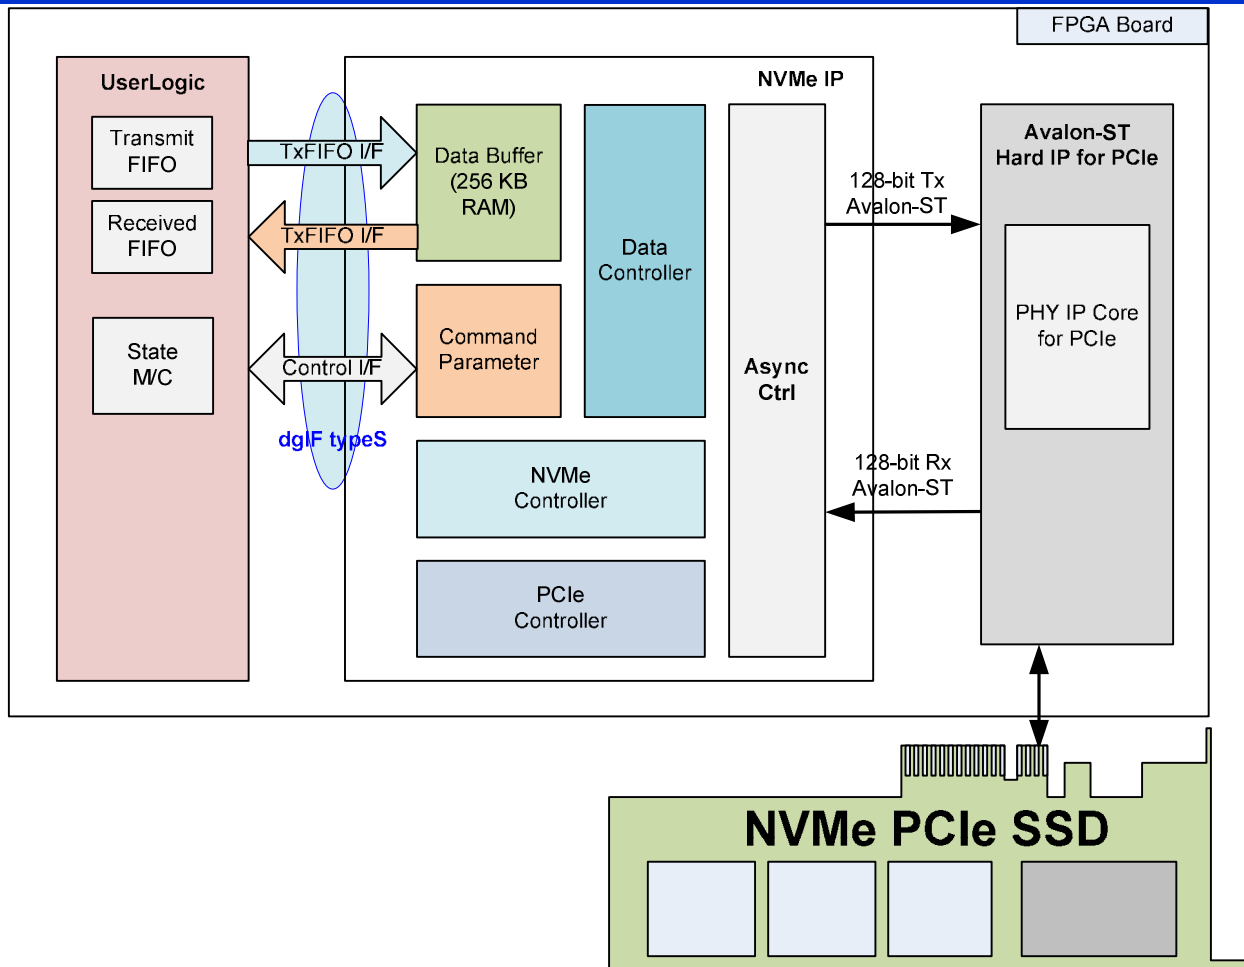 FPGA Board
UserLogic
Transmit
FIFO
Received
FIFO
State
M/C
TxFIFO I/F
TxFIFO I/F
Control I/F
dgIF typeS
NVMe IP
Data Buffer
(256 KB
RAM)
Command
Parameter
Data
Controller
NVMe
Controller
PCIe
Controller
Async
Ctrl
128-bit Tx
Avalon-ST
128-bit Rx
Avalon-ST
Avalon-ST
Hard IP for PCIe
PHY IP Core
for PCIe
NVMe PCIe SSD